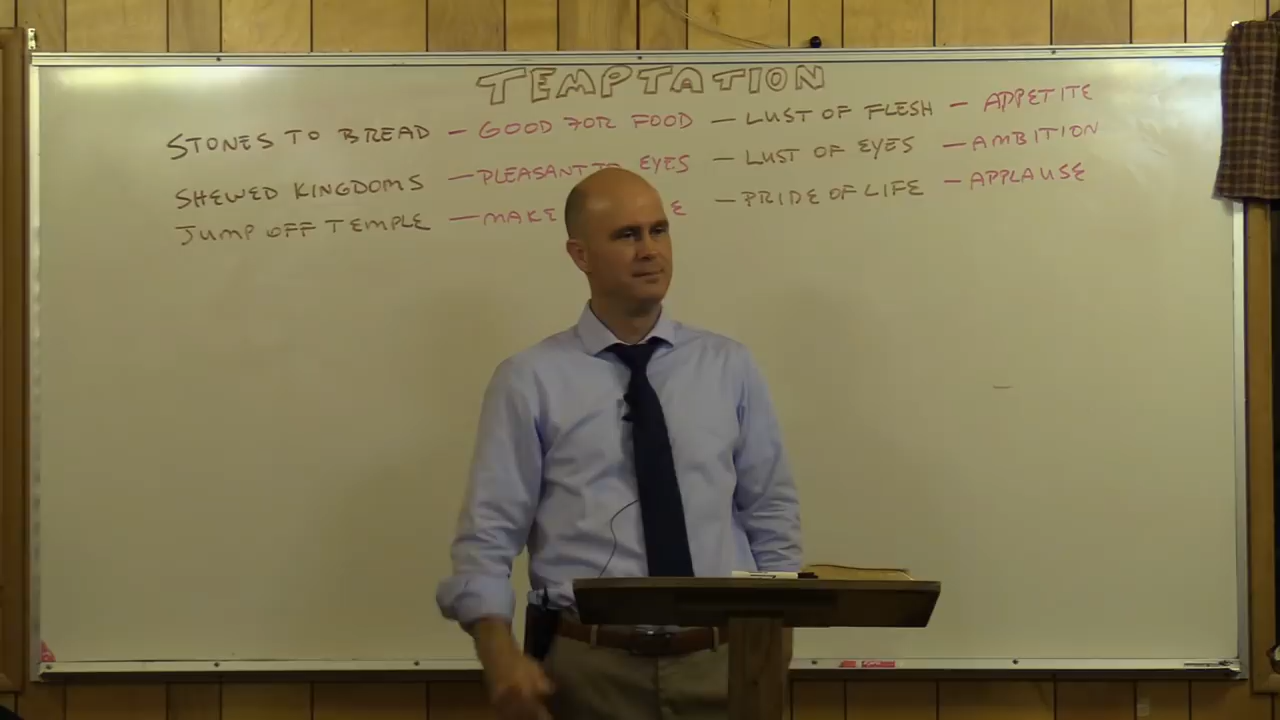 TEMPTATION
STONES TO BREAD - GOOD FOR FOOD - LUST OF FLESH - APPETITE
SHEWED KINGDOMS - PLEASANT TO EYES - LUST OF EYES - AMBITION
JUMP OFF TEMPLE - MAKE - PRIDE OF LIFE - APPLAUSE